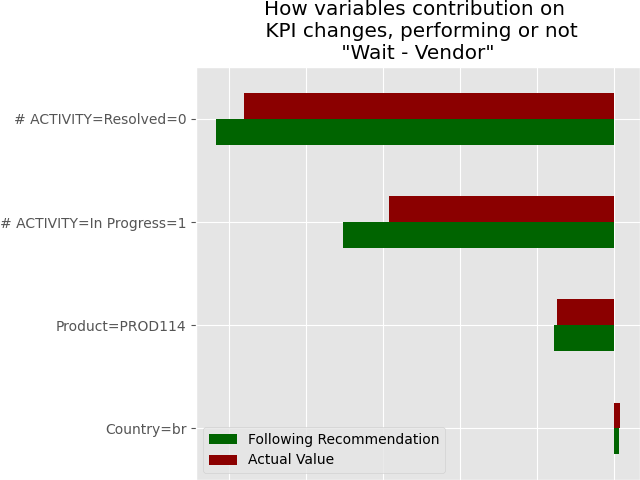 How variables contribution on
KPI changes, performing or not
"Wait - Vendor"
# ACTIVITY=Resolved=0
# ACTIVITY=In Progress=1
Product=PROD114
Country=br
Following Recommendation
Actual Value